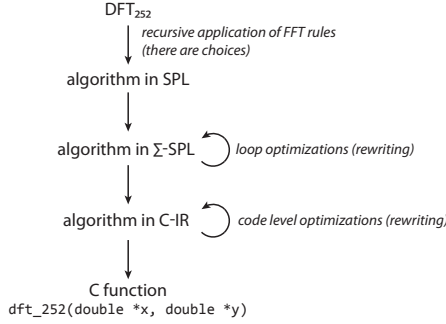 DFT₂₅₂
recursive application of FFT rules
(there are choices)
algorithm in SPL
algorithm in Σ-SPL
loop optimizations (rewriting)
algorithm in C-IR
code level optimizations (rewriting)
C function
dft_252(double *x, double *y)